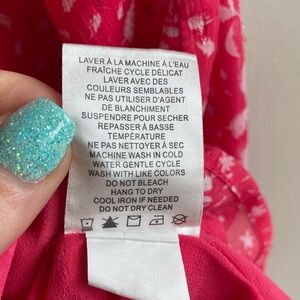 LAVER À LA MACHINE À L'EAU
FRAÎCHE CYCLE DÉLICAT
LAVER AVEC DES
COULEURS SEMBLABLES
NE PAS UTILISER D'AGENT
DE BLANCHIMENT
SUSPENDRE POUR SECHER
REPASSER À BASSE
TEMPÉRATURE
NE PAS NETTOYER À SEC
MACHINE WASH IN COLD
WATER GENTLE CYCLE
WASH WITH LIKE COLORS
DO NOT BLEACH
HANG TO DRY
COOL IRON IF NEEDED
DO NOT DRY CLEAN